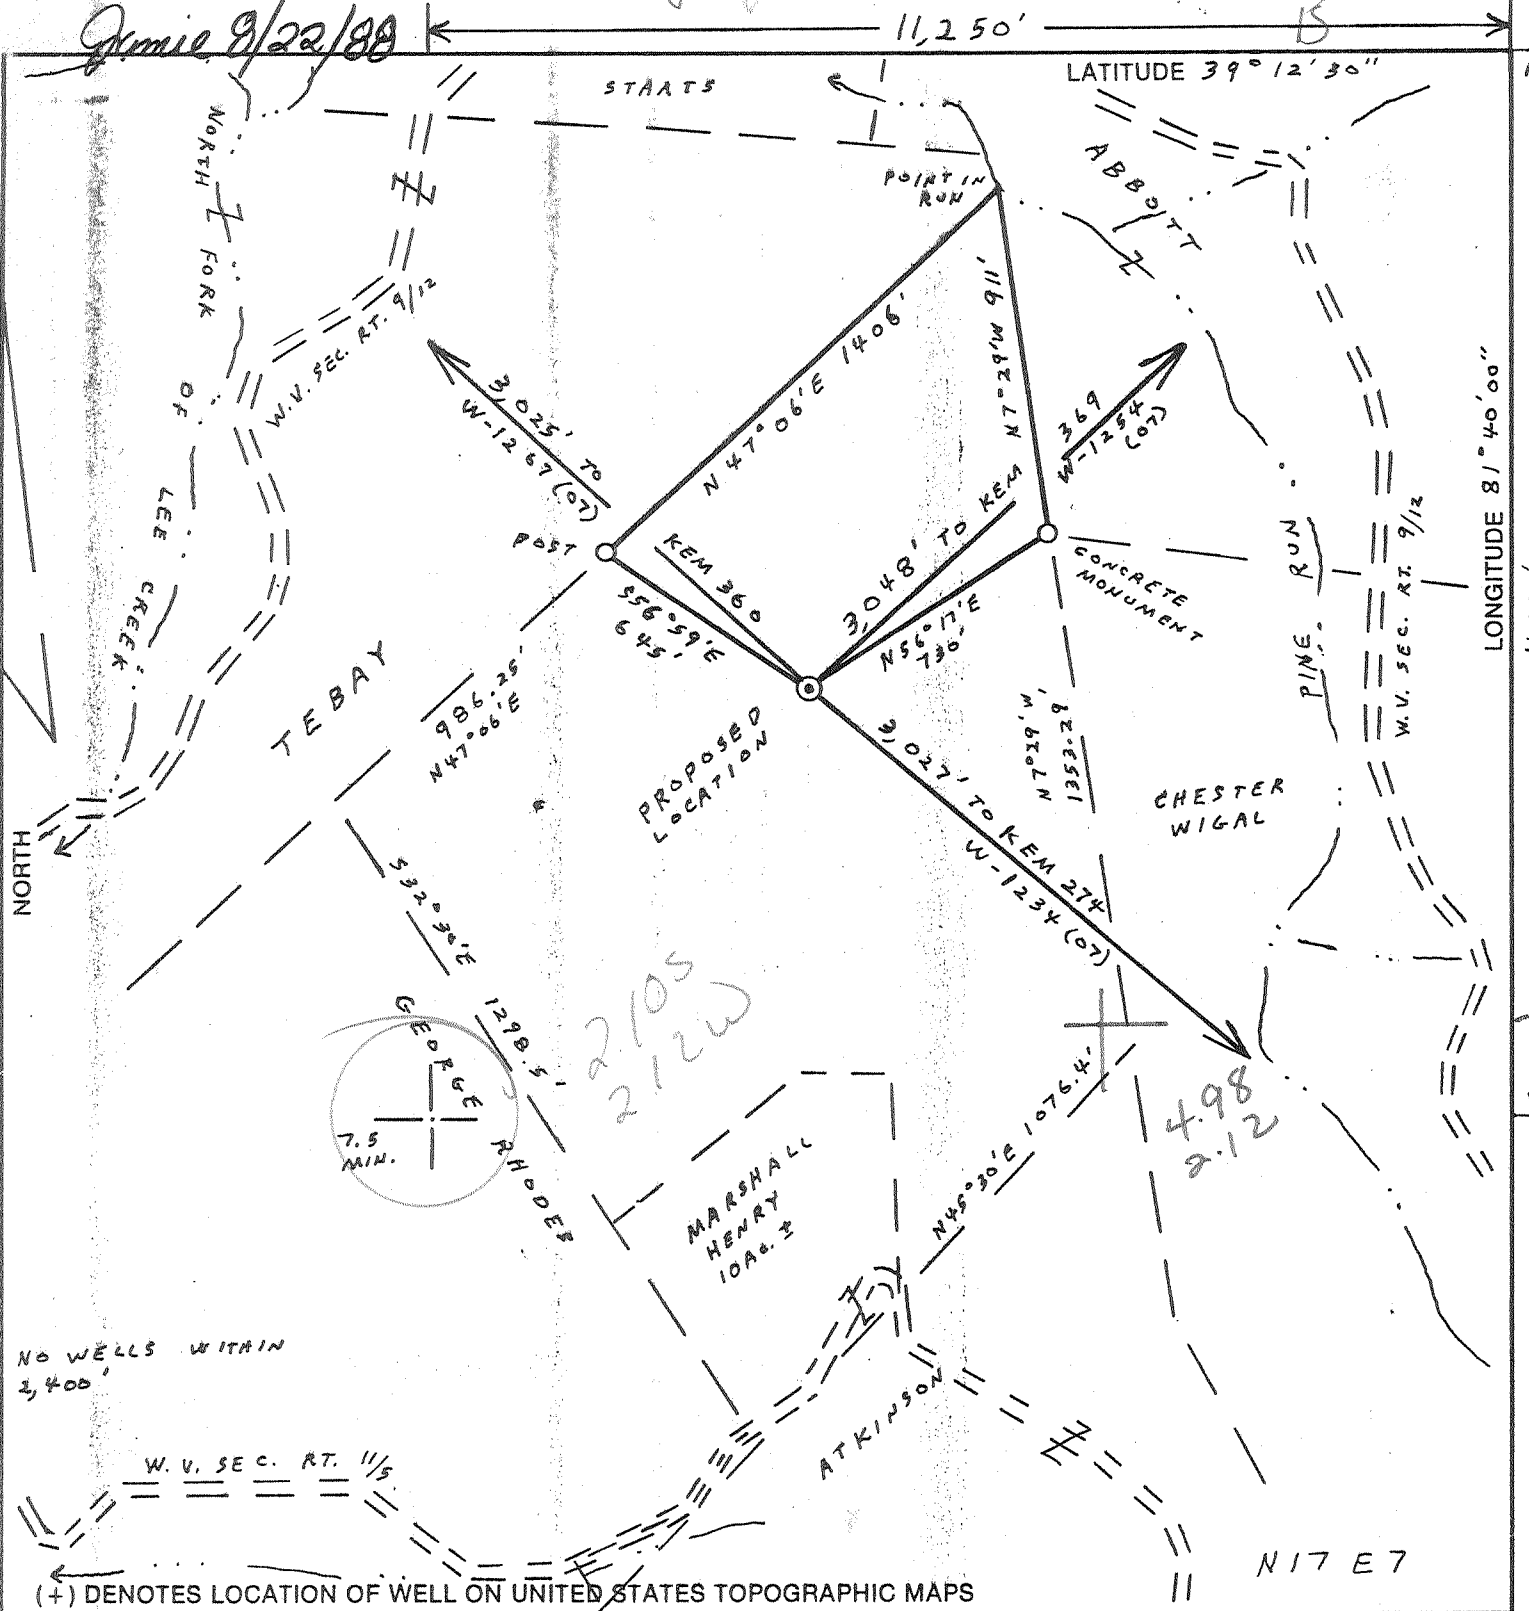 Jamie 8/22/88
11,250'
LATITUDE 39° 12' 30"
STARTS
NORTH FORK
OF LEE CREEK
W.V. SEC. RT. 9/12
POINT IN
RUN
ABBOTT
3,025' TO
W-1267 (07)
KEM 360
N 47° 06' E 1406'
N7° 29' W 911'
3,048' TO KEM
369
W-1254
(07)
LONGITUDE 81° 40' 00"
POST
S56° 59' E
645'
N56° 17' E
730'
CONCRETE
MONUMENT
PINE RUN
W.V. SEC. RT. 9/12
TEBAY
986.25'
N47° 06' E
PROPOSED
LOCATION
N7° 29' W
1353.29'
3,027' TO KEM 274
W-1234 (07)
CHESTER
WIGAL
NORTH
S32° 30' E 1298.5'
2.10S
2.12W
GEORGE RHODES
7.5
MIN.
N45° 30' E 1076.4'
4.98
2.12
MARSHALL
HENRY
10 AC. ±
NO WELLS WITHIN
2,400'
ATKINSON
W. V. SEC. RT. 11/5
N17 E7
(+) DENOTES LOCATION OF WELL ON UNITED STATES TOPOGRAPHIC MAPS